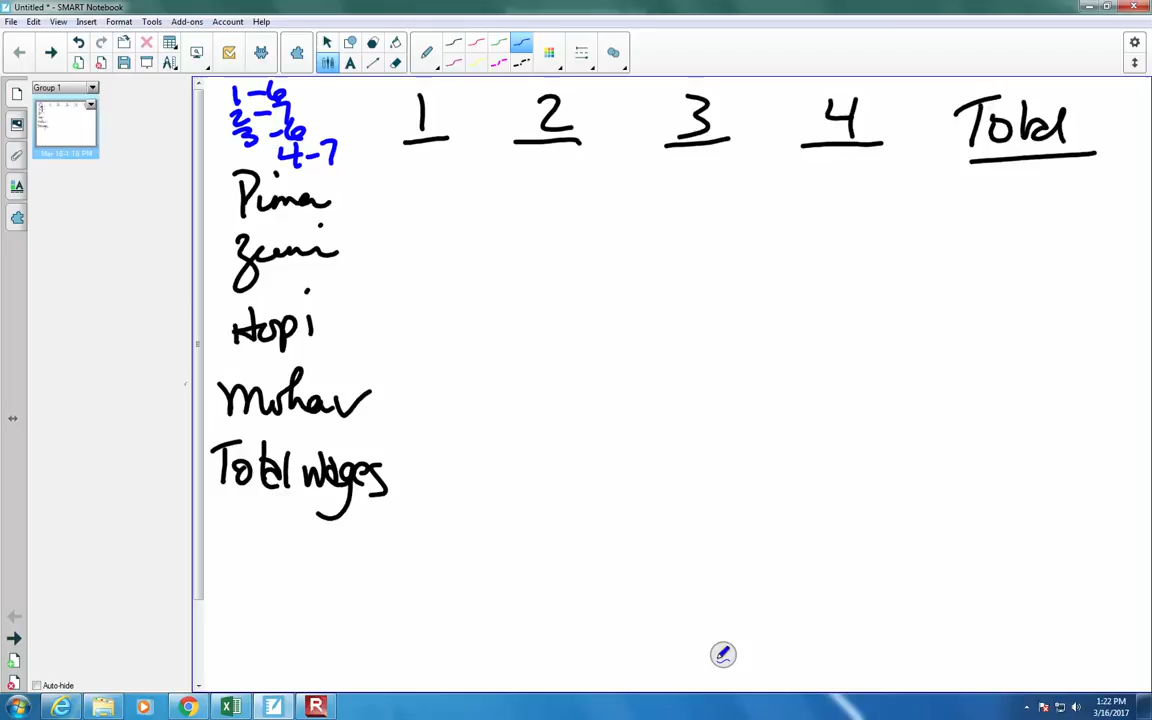 Untitled * - SMART Notebook
File Edit View Insert Format Tools Add-ons Account Help
Group 1
1-6
2-7
3-6
4-7
1 2 3 4 Total
Pima
Zuni
Hopi
Mohav
Total wages
Auto-hide
1:22 PM
3/16/2017